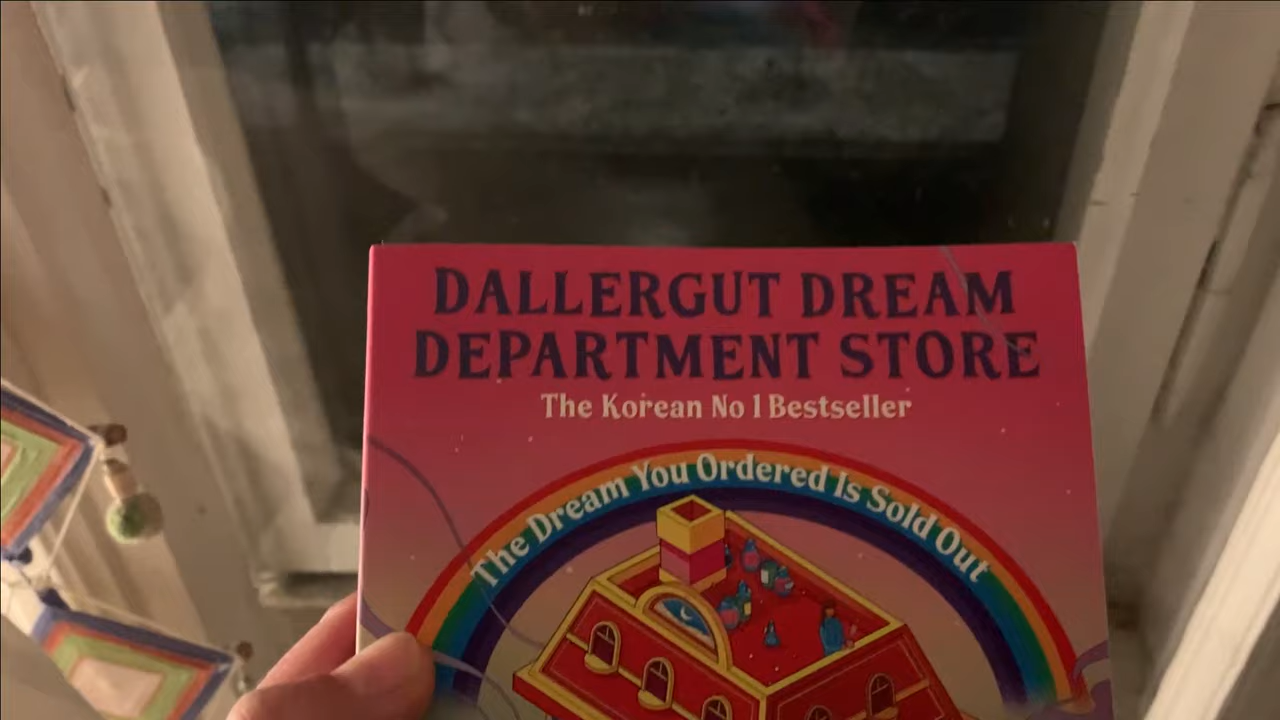 DALLERGUT DREAM
DEPARTMENT STORE
The Korean No 1 Bestseller
The Dream You Ordered Is Sold Out